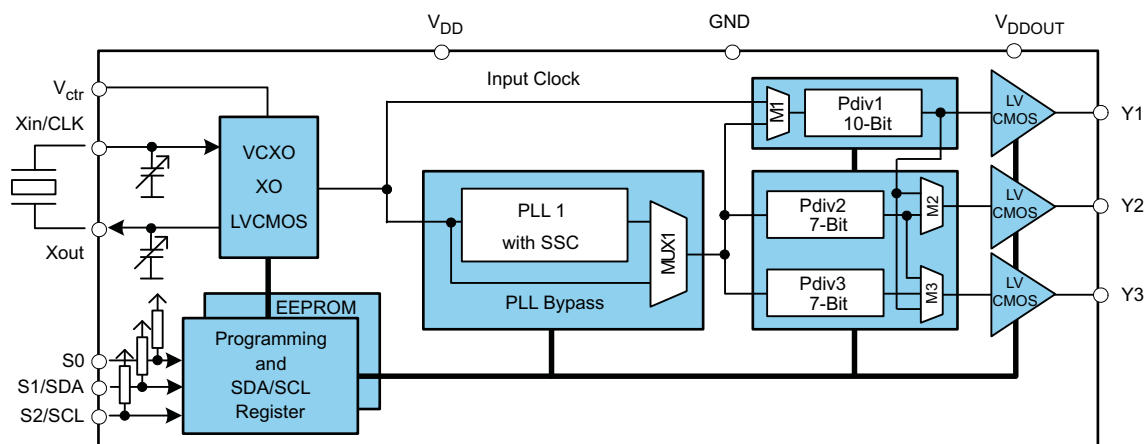 VDD
GND
VDDOUT
Vctr
Input Clock
Xin/CLK
VCXO
XO
LVCMOS
M1
Pdiv1
10-Bit
LV
CMOS
Y1
PLL 1
with SSC
MUX1
PLL Bypass
Pdiv2
7-Bit
M2
LV
CMOS
Y2
Xout
Pdiv3
7-Bit
M3
LV
CMOS
Y3
EEPROM
Programming
and
SDA/SCL
Register
S0
S1/SDA
S2/SCL